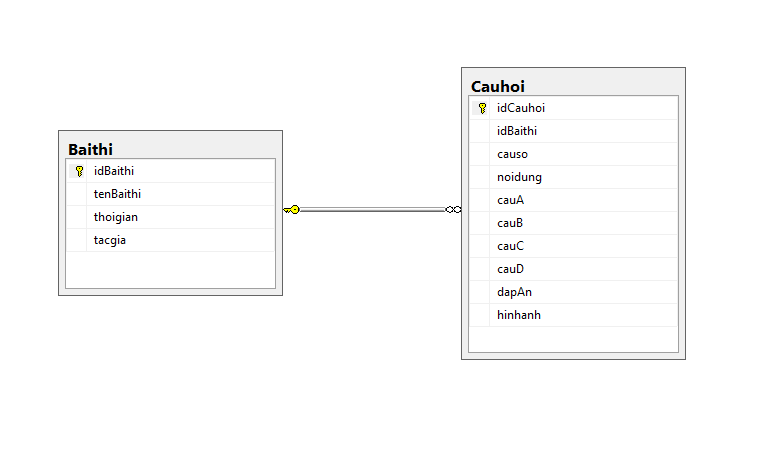 Baithi
idBaithi
tenBaithi
thoigian
tacgia
Cauhoi
idCauhoi
idBaithi
causo
noidung
cauA
cauB
cauC
cauD
dapAn
hinhanh